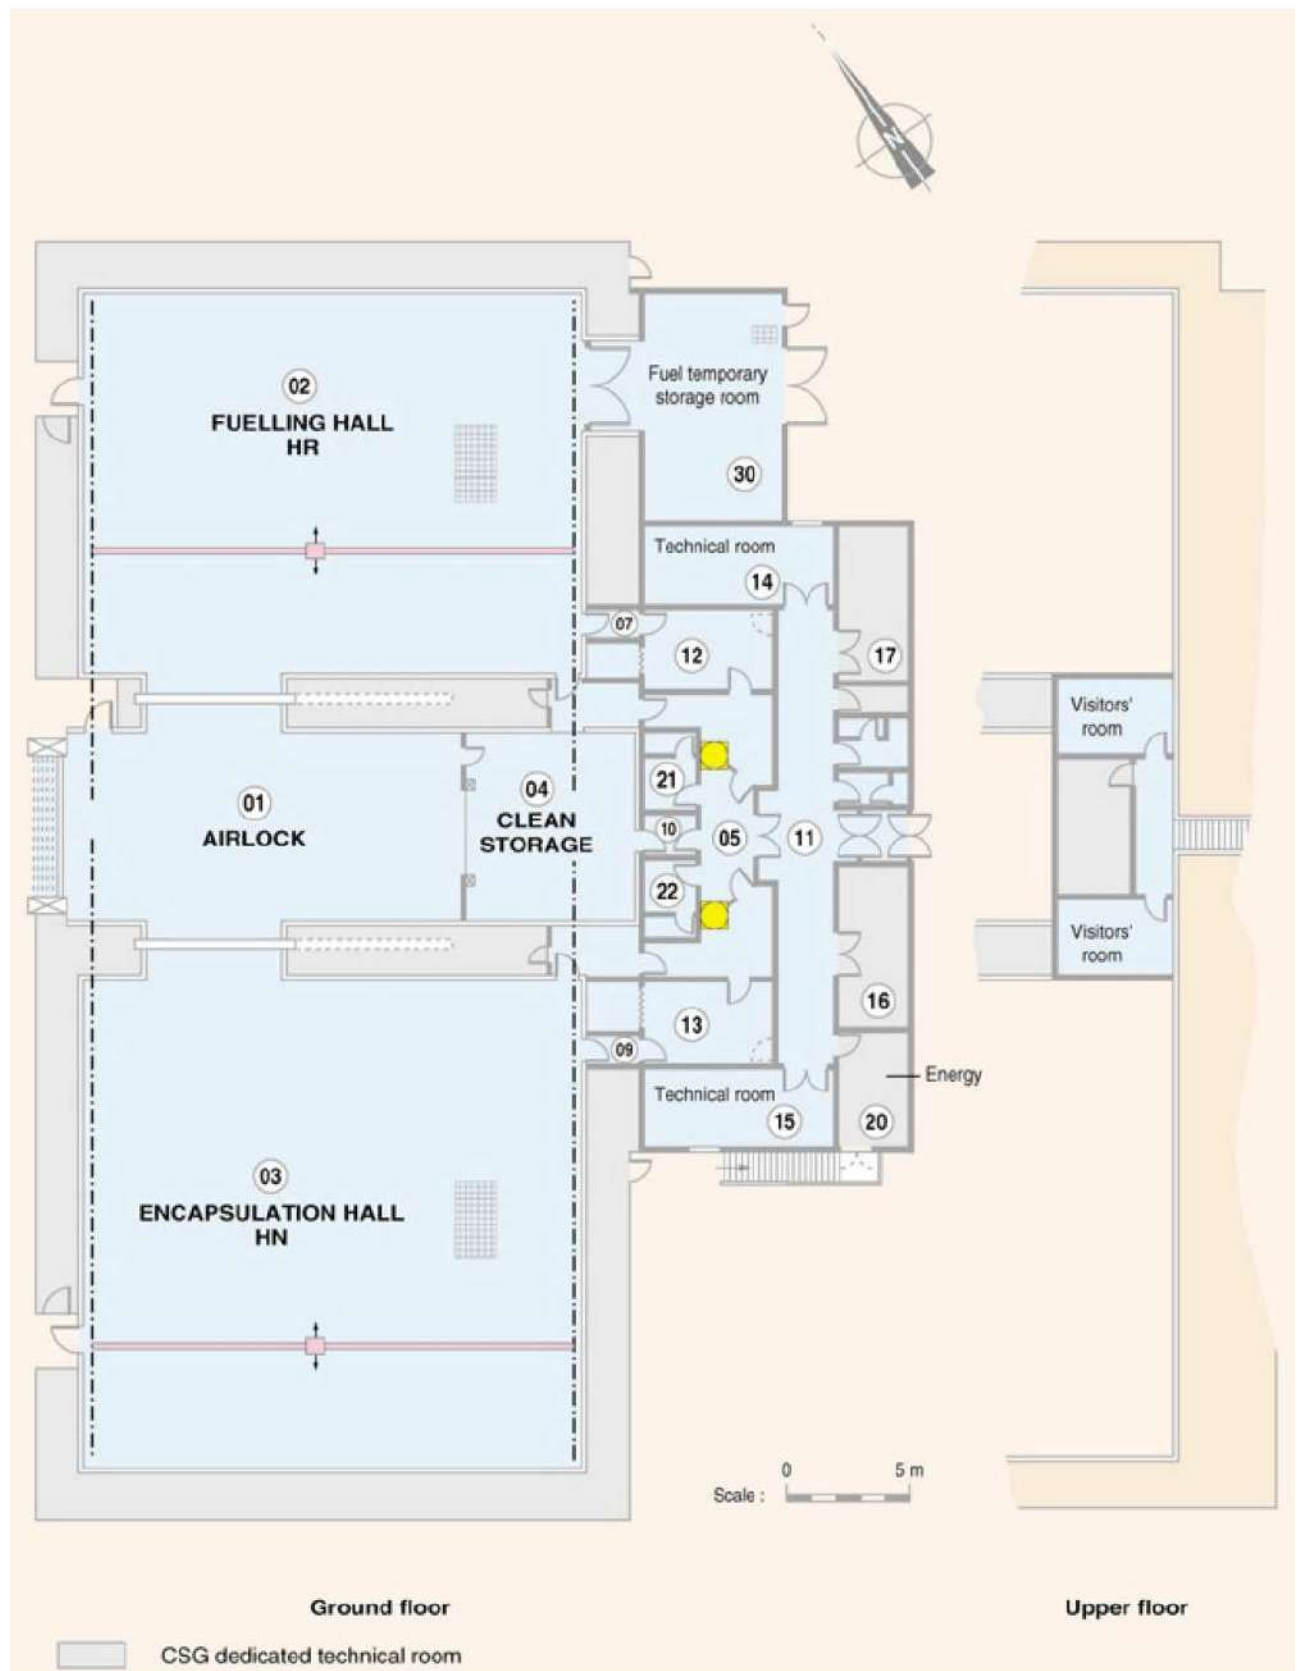 N
02
FUELLING HALL
HR
Fuel temporary
storage room
30
Technical room
14
07
12
17
Visitors'
room
21
01
AIRLOCK
04
CLEAN
STORAGE
10
05
11
22
Visitors'
room
16
13
09
Energy
Technical room
15
20
03
ENCAPSULATION HALL
HN
0 5 m
Scale :
Ground floor
Upper floor
CSG dedicated technical room